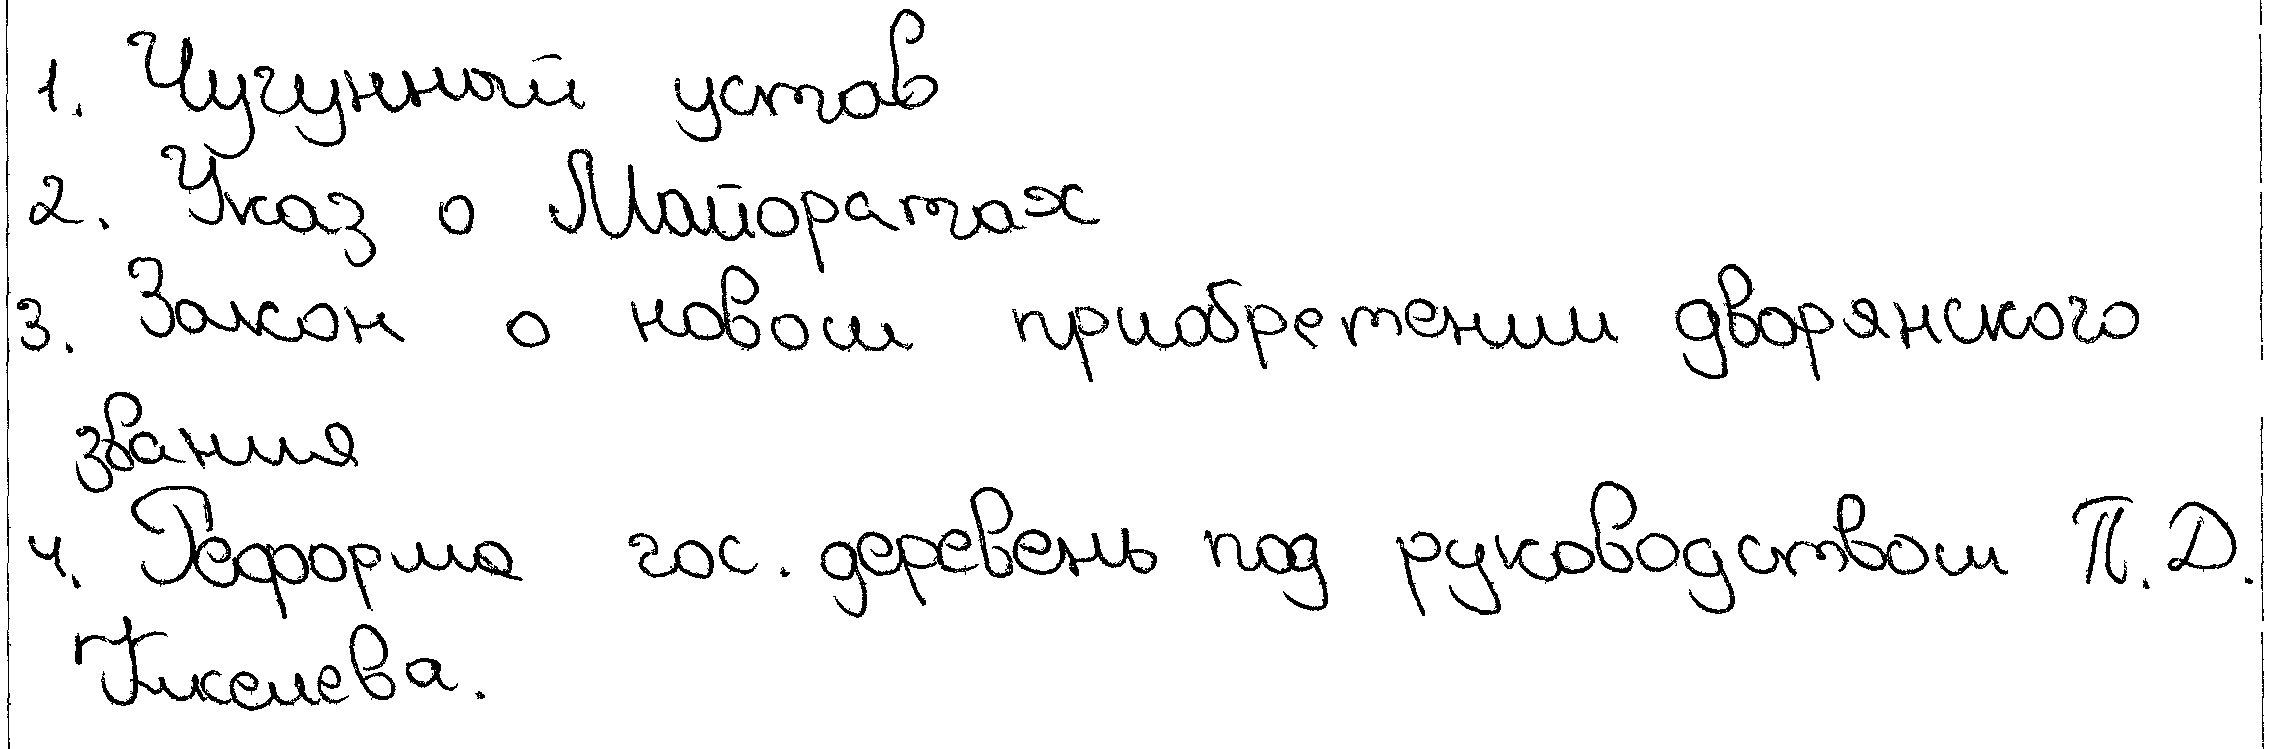 1. Чугунный устав
2. Указ о Майоратах
3. Закон о новом приобретении дворянского
звания
4. Реформа гос. деревень под руководством П.Д.
Киселева.